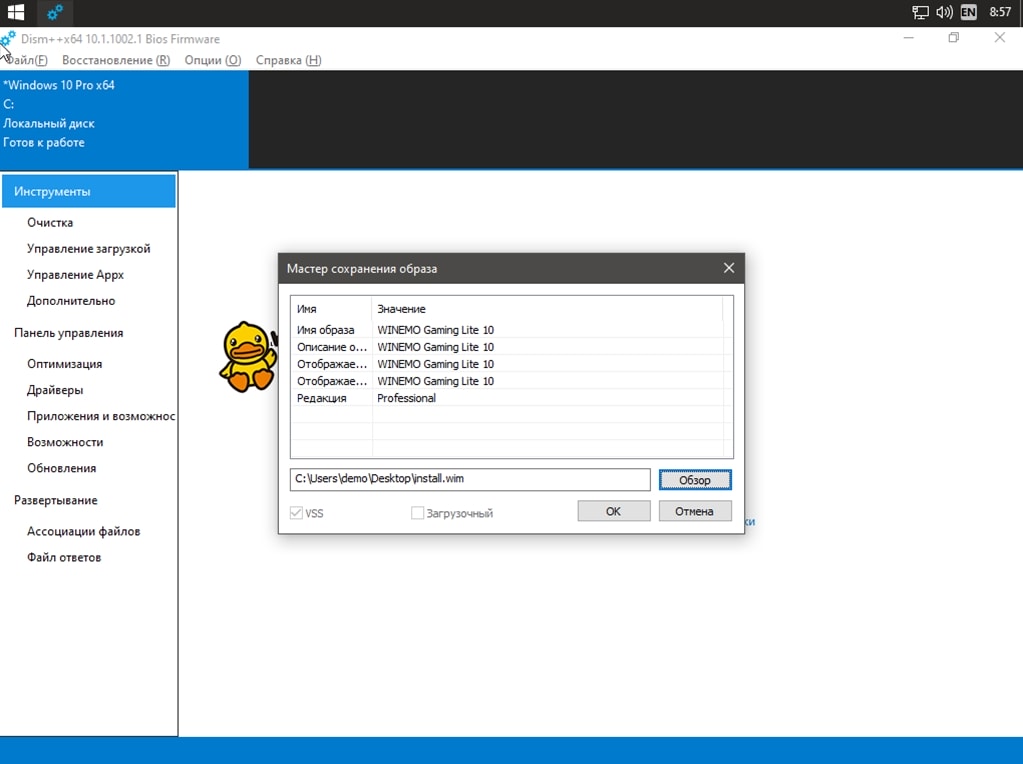 EN 8:57
Dism++x64 10.1.1002.1 Bios Firmware
Файл(F) Восстановление (R) Опции (O) Справка (H)
*Windows 10 Pro x64
C:
Локальный диск
Готов к работе
Инструменты
Очистка
Управление загрузкой
Управление Appx
Дополнительно
Панель управления
Оптимизация
Драйверы
Приложения и возможнос
Возможности
Обновления
Развертывание
Ассоциации файлов
Файл ответов
Мастер сохранения образа
Имя Значение
Имя образа WINEMO Gaming Lite 10
Описание о... WINEMO Gaming Lite 10
Отображае... WINEMO Gaming Lite 10
Отображае... WINEMO Gaming Lite 10
Редакция Professional
C:\Users\demo\Desktop\install.wim Обзор
VSS Загрузочный OK Отмена
ки